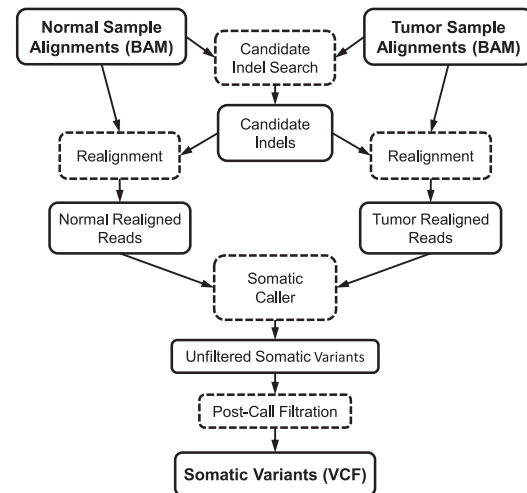 Normal Sample
Alignments (BAM)
Candidate
Indel Search
Tumor Sample
Alignments (BAM)
Candidate
Indels
Realignment
Realignment
Normal Realigned
Reads
Tumor Realigned
Reads
Somatic
Caller
Unfiltered Somatic Variants
Post-Call Filtration
Somatic Variants (VCF)